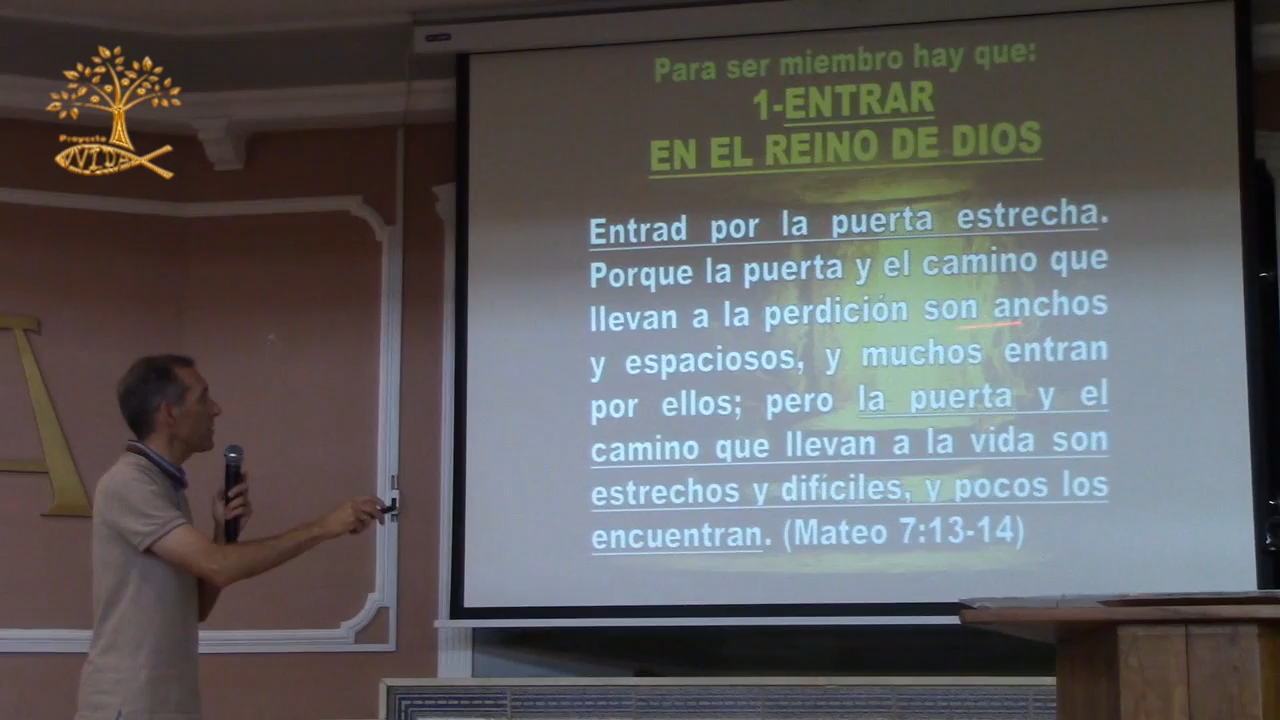 Proyecto
VIDA
Para ser miembro hay que:
1-ENTRAR
EN EL REINO DE DIOS
Entrad por la puerta estrecha.
Porque la puerta y el camino que
llevan a la perdición son anchos
y espaciosos, y muchos entran
por ellos; pero la puerta y el
camino que llevan a la vida son
estrechos y difíciles, y pocos los
encuentran. (Mateo 7:13-14)
A